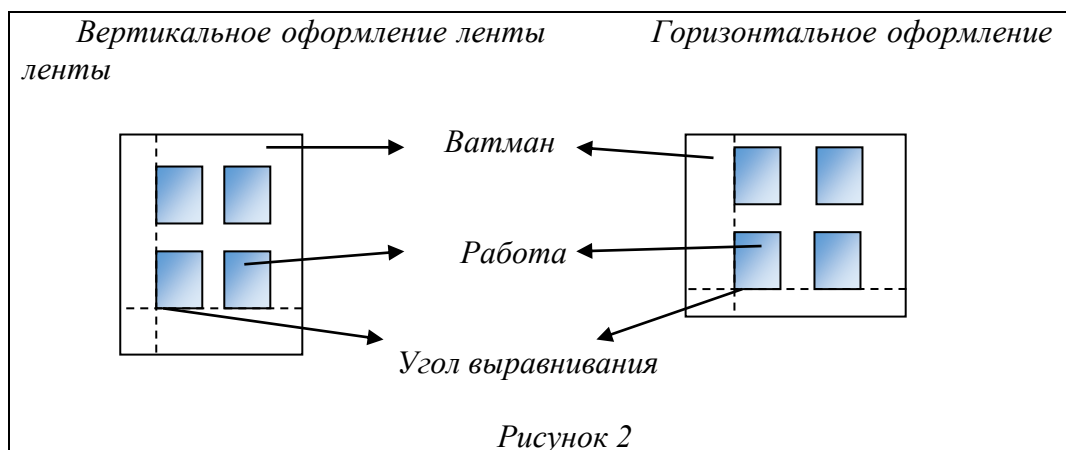 Вертикальное оформление ленты Горизонтальное оформление
ленты
Ватман
Работа
Угол выравнивания
Рисунок 2